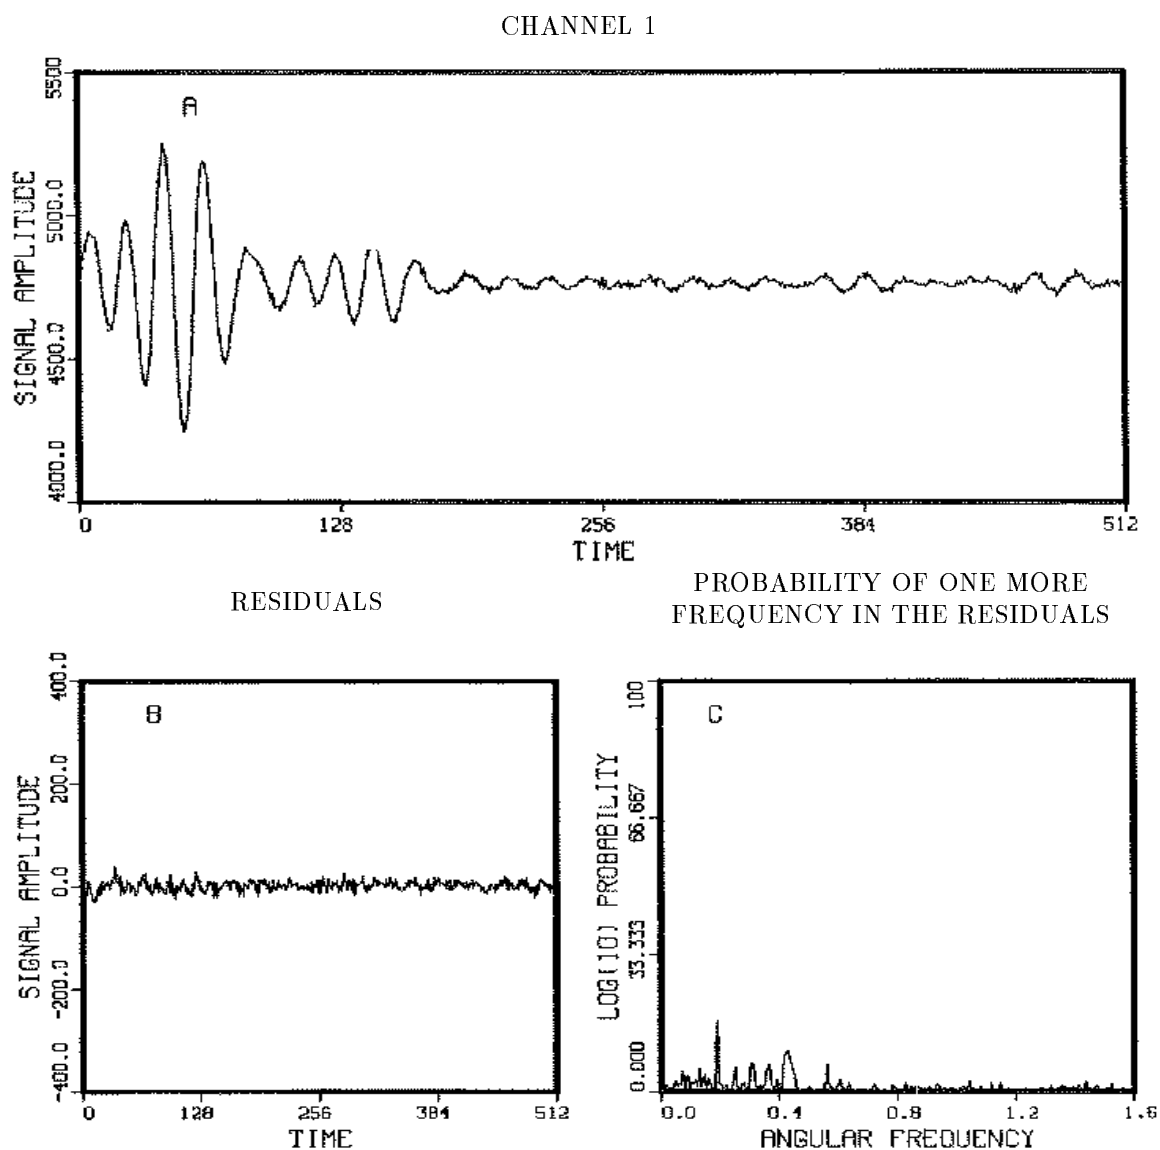 CHANNEL 1
A
SIGNAL AMPLITUDE
5500
5000.0
4500.0
4000.0
0 128 256 384 512
TIME
RESIDUALS
B
SIGNAL AMPLITUDE
400.0
200.0
0.0
-200.0
-400.0
0 128 256 384 512
TIME
PROBABILITY OF ONE MORE
FREQUENCY IN THE RESIDUALS
C
LOG(10) PROBABILITY
100
66.667
33.333
0.000
0.0 0.4 0.8 1.2 1.6
ANGULAR FREQUENCY